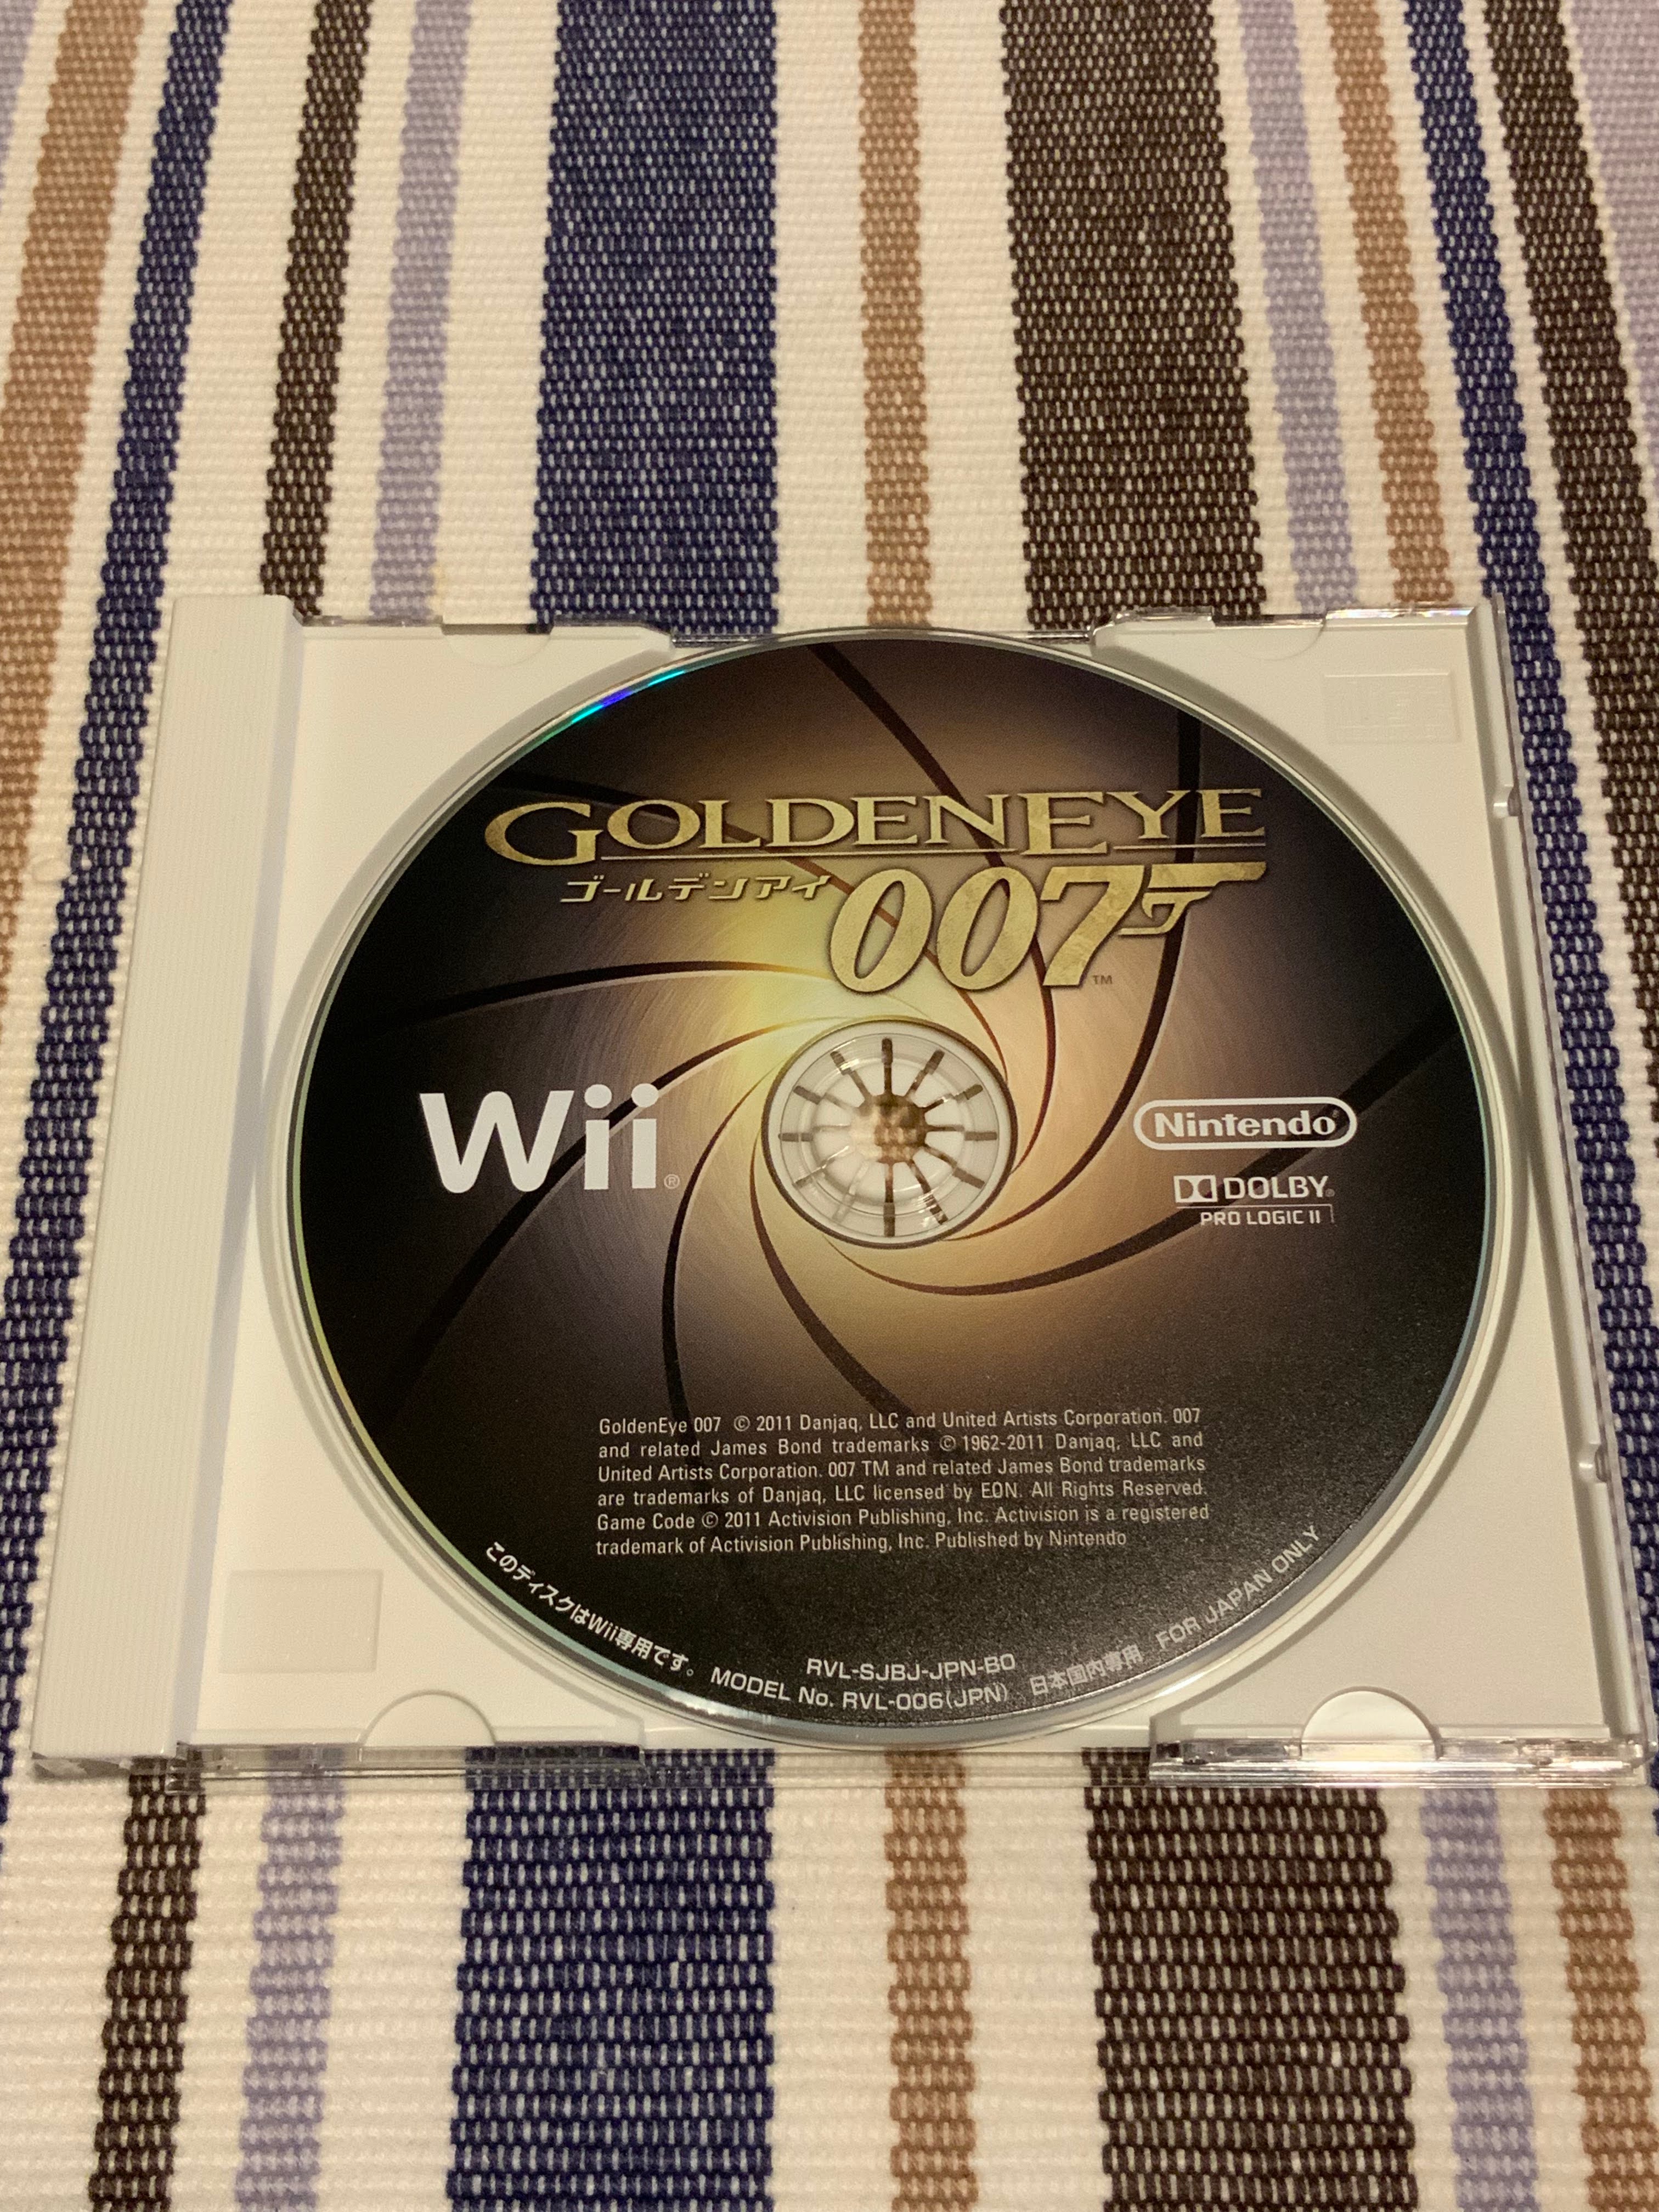 GOLDENEYE
ゴールデンアイ 007™
Wii®
Nintendo®
DOLBY®
PRO LOGIC II
GoldenEye 007 © 2011 Danjaq, LLC and United Artists Corporation. 007
and related James Bond trademarks © 1962-2011 Danjaq, LLC and
United Artists Corporation. 007 TM and related James Bond trademarks
are trademarks of Danjaq, LLC licensed by EON. All Rights Reserved.
Game Code © 2011 Activision Publishing, Inc. Activision is a registered
trademark of Activision Publishing, Inc. Published by Nintendo
RVL-SJBJ-JPN-B0
このディスクはWii専用です。 MODEL No. RVL-006(JPN) 日本国内専用 FOR JAPAN ONLY